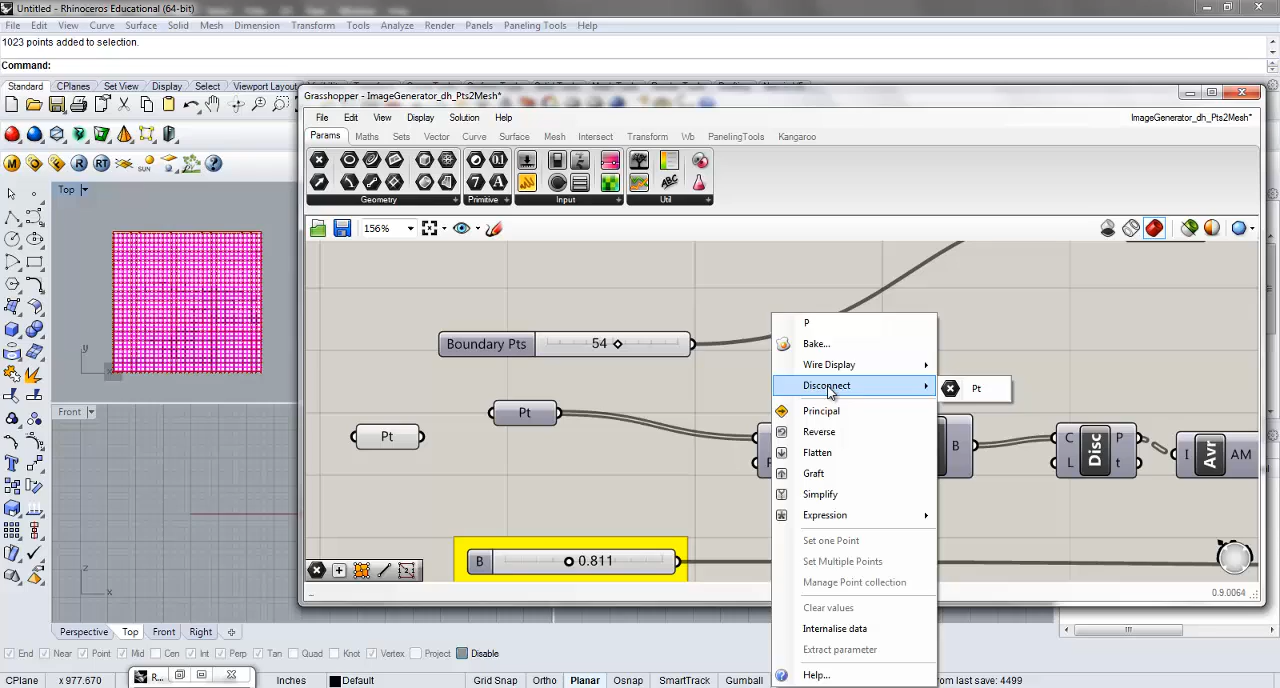 Untitled - Rhinoceros Educational (64-bit)
File Edit View Curve Surface Solid Mesh Dimension Transform Tools Analyze Render Panels Paneling Tools Help
1023 points added to selection.
Command:
Standard CPlanes Set View Display Select Viewport Layout
Grasshopper - ImageGenerator_dh_Pts2Mesh*
File Edit View Display Solution Help
ImageGenerator_dh_Pts2Mesh*
Params Maths Sets Vector Curve Surface Mesh Intersect Transform Wb PanelingTools Kangaroo
Geometry Primitive Input Util
156%
Top
Boundary Pts 54
Pt
Pt
P
Bake...
Wire Display
Disconnect
Pt
Principal
Reverse
Flatten
Graft
Simplify
Expression
Set one Point
Set Multiple Points
Manage Point collection
Clear values
Internalise data
Extract parameter
Help...
B
C Disc P
L t
I Avr AM
B 0.811
0.9.0064
Front
y
x
z
x
Perspective Top Front Right
End Near Point Mid Cen Int Perp Tan Quad Knot Vertex Project Disable
CPlane x 97.670 Inches Default Grid Snap Ortho Planar Osnap SmartTrack Gumball om last save: 4499
R...